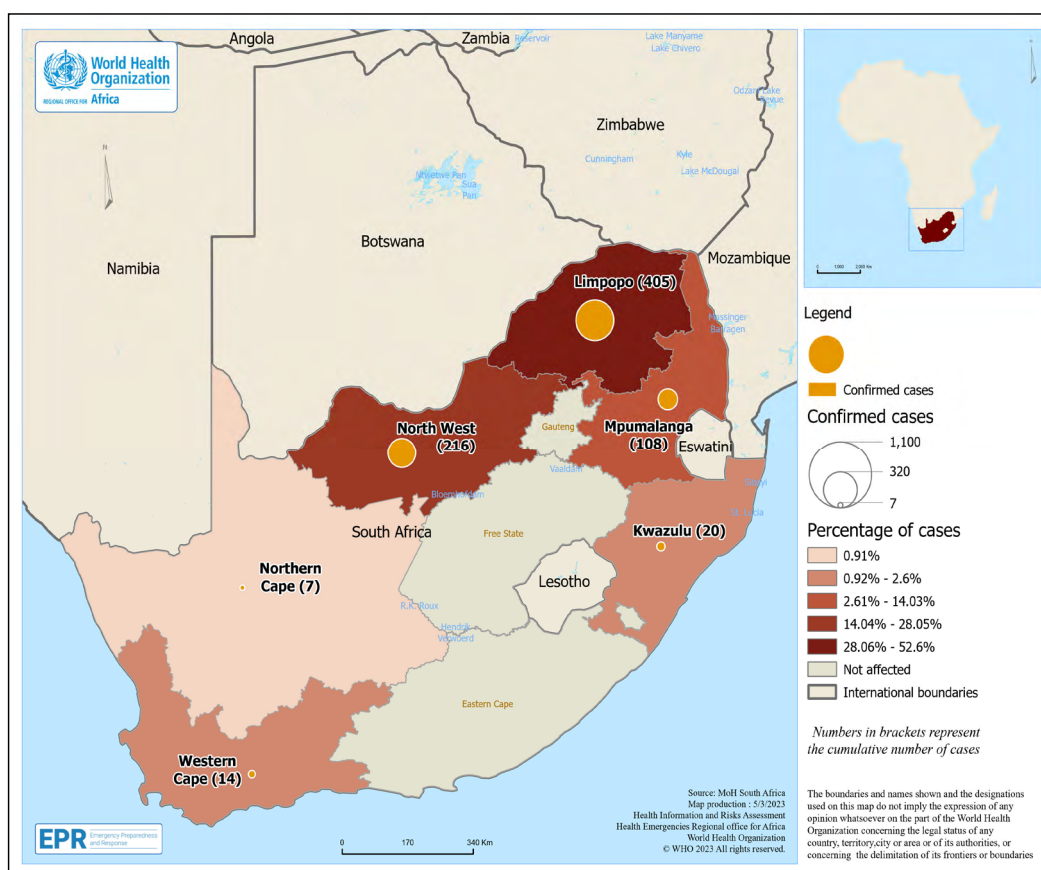 World Health
Organization
REGIONAL OFFICE FOR Africa
Angola
Zambia
Reservoir
Lake Manyame
Lake Chivero
Zimbabwe
Cunningham
Kyle
Lake McDougal
N
Ntwetwe Pan
Sua
Pan
Botswana
Namibia
Mozambique
Limpopo (405)
Massinger
North West
(216)
Gauteng
Mpumalanga
(108)
Eswatini
Vaaldam
South Africa
Free State
Kwazulu (20)
Lesotho
Northern
Cape (7)
R.K. Roux
Hendrik
Verwoerd
Eastern Cape
Western
Cape (14)
EPR
Emergency Preparedness
and Response
0 170 340 Km
Source: MoH South Africa
Map production : 5/3/2023
Health Information and Risks Assessment
Health Emergencies Regional office for Africa
World Health Organization
© WHO 2023 All rights reserved.
0 1,000 2,000 Km
Legend
Confirmed cases
Confirmed cases
1,100
320
7
Percentage of cases
0.91%
0.92% - 2.6%
2.61% - 14.03%
14.04% - 28.05%
28.06% - 52.6%
Not affected
International boundaries
Numbers in brackets represent
the cumulative number of cases
The boundaries and names shown and the designations
used on this map do not imply the expression of any
opinion whatsoever on the part of the World Health
Organization concerning the legal status of any
country, territory,city or area or of its authorities, or
concerning the delimitation of its frontiers or boundaries